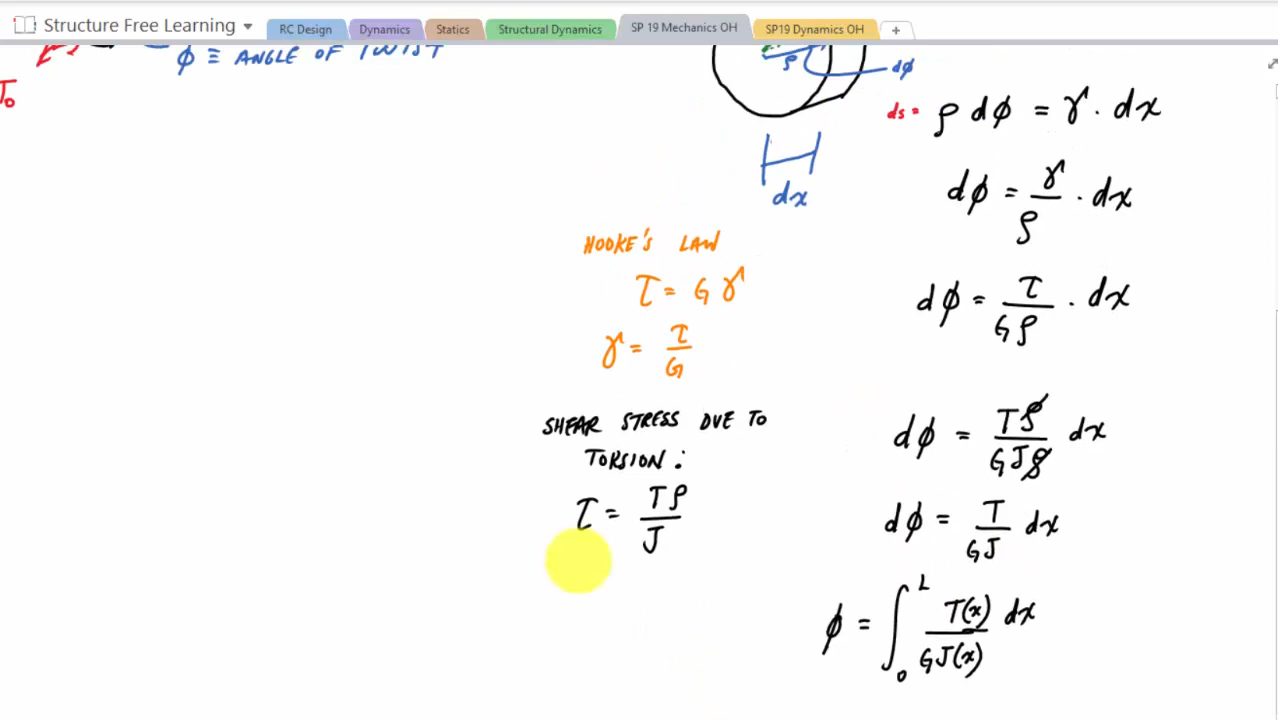 Structure Free Learning
RC Design
Dynamics
Statics
Structural Dynamics
SP 19 Mechanics OH
SP19 Dynamics OH
+
φ ≡ ANGLE OF TWIST
ρ
dφ
J₀
ds = ρ dφ = γ · dx
dx
dφ = γ/ρ · dx
HOOKE'S LAW
τ = G γ
dφ = τ/(Gρ) · dx
γ = τ/G
SHEAR STRESS DUE TO
TORSION:
dφ = Tρ/(GJρ) dx
τ = Tρ/J
dφ = T/(GJ) dx
φ = ∫₀ᴸ T(x)/(GJ(x)) dx